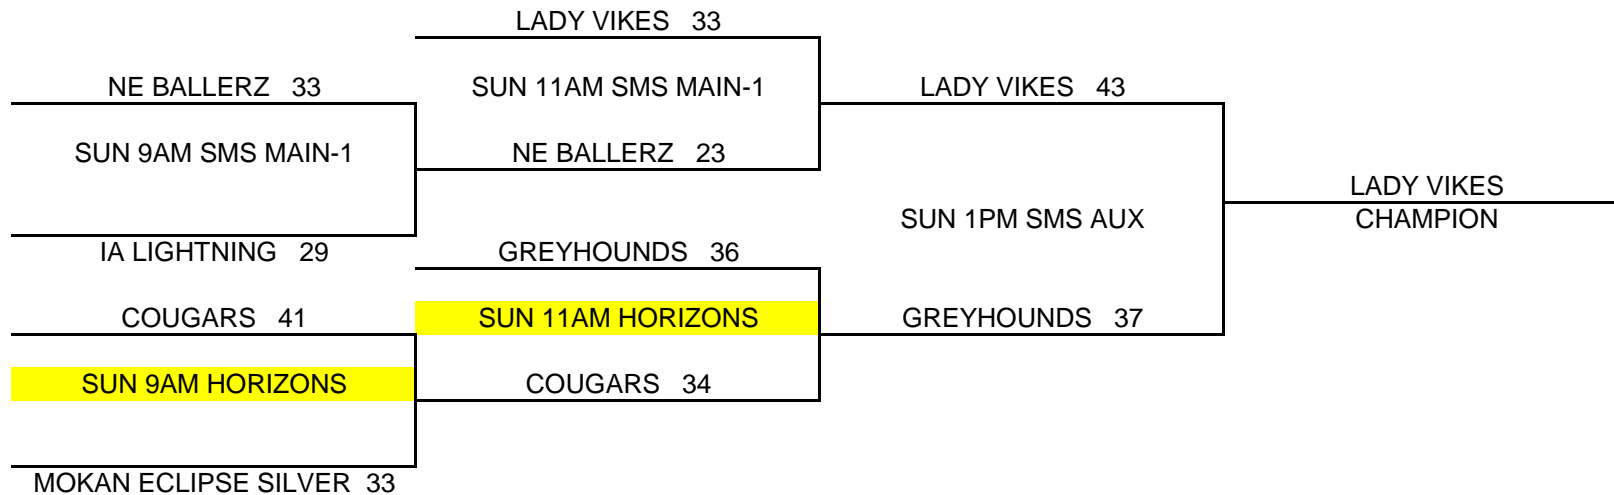 LADY VIKES 33
NE BALLERZ 33
SUN 11AM SMS MAIN-1
LADY VIKES 43
SUN 9AM SMS MAIN-1
NE BALLERZ 23
LADY VIKES
SUN 1PM SMS AUX
CHAMPION
IA LIGHTNING 29
GREYHOUNDS 36
COUGARS 41
SUN 11AM HORIZONS
GREYHOUNDS 37
SUN 9AM HORIZONS
COUGARS 34
MOKAN ECLIPSE SILVER 33